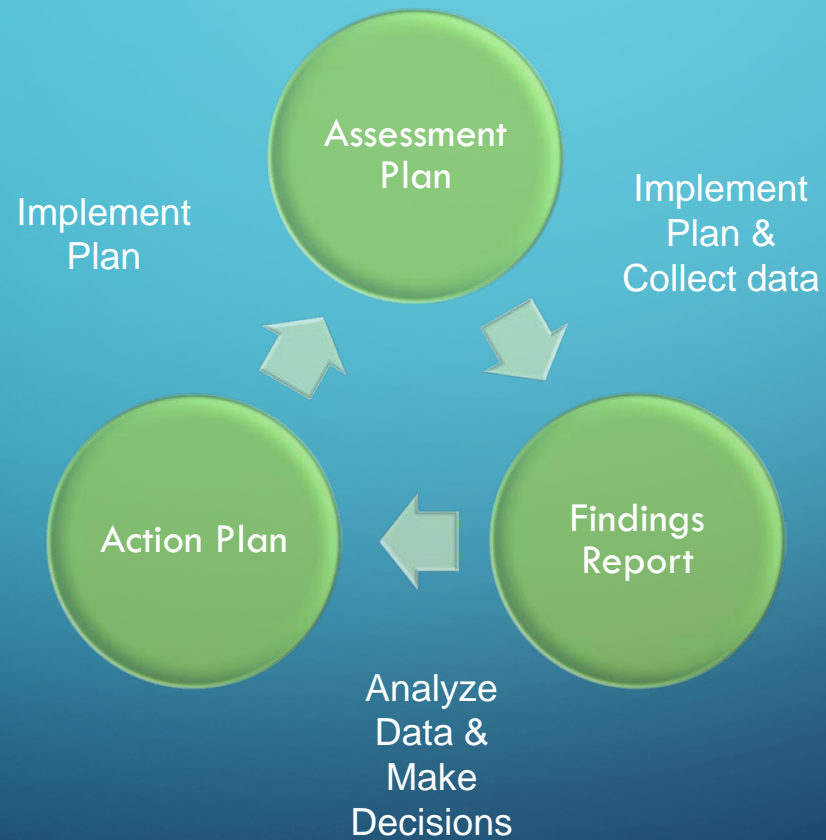 Assessment
Plan
Implement
Plan
Implement
Plan &
Collect data
Action Plan
Findings
Report
Analyze
Data &
Make
Decisions